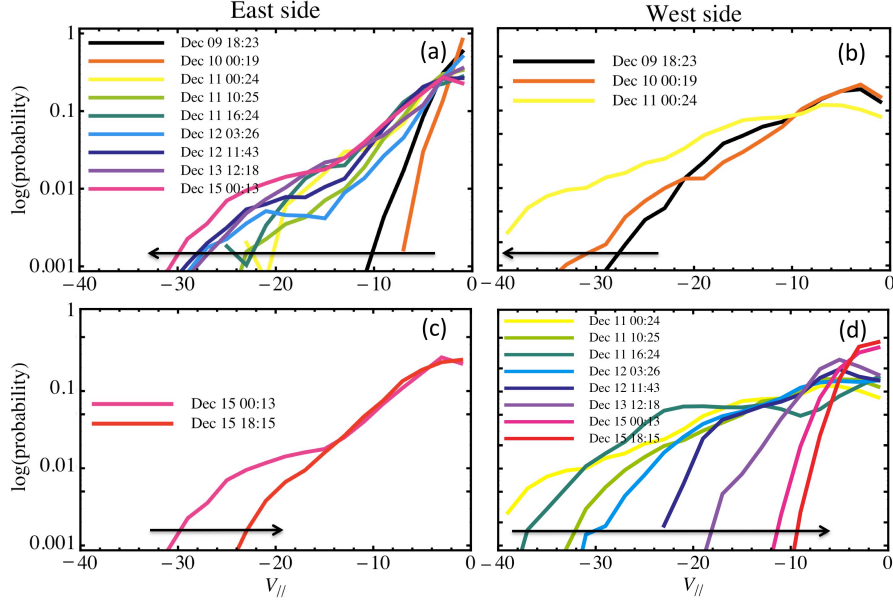 East side
West side
log(probability)
1
0.1
0.01
0.001
(a)
Dec 09 18:23
Dec 10 00:19
Dec 11 00:24
Dec 11 10:25
Dec 11 16:24
Dec 12 03:26
Dec 12 11:43
Dec 13 12:18
Dec 15 00:13
−40
−30
−20
−10
0
(b)
Dec 09 18:23
Dec 10 00:19
Dec 11 00:24
−40
−30
−20
−10
0
log(probability)
1
0.1
0.01
0.001
(c)
Dec 15 00:13
Dec 15 18:15
−40
−30
−20
−10
0
V//
(d)
Dec 11 00:24
Dec 11 10:25
Dec 11 16:24
Dec 12 03:26
Dec 12 11:43
Dec 13 12:18
Dec 15 00:13
Dec 15 18:15
−40
−30
−20
−10
0
V//